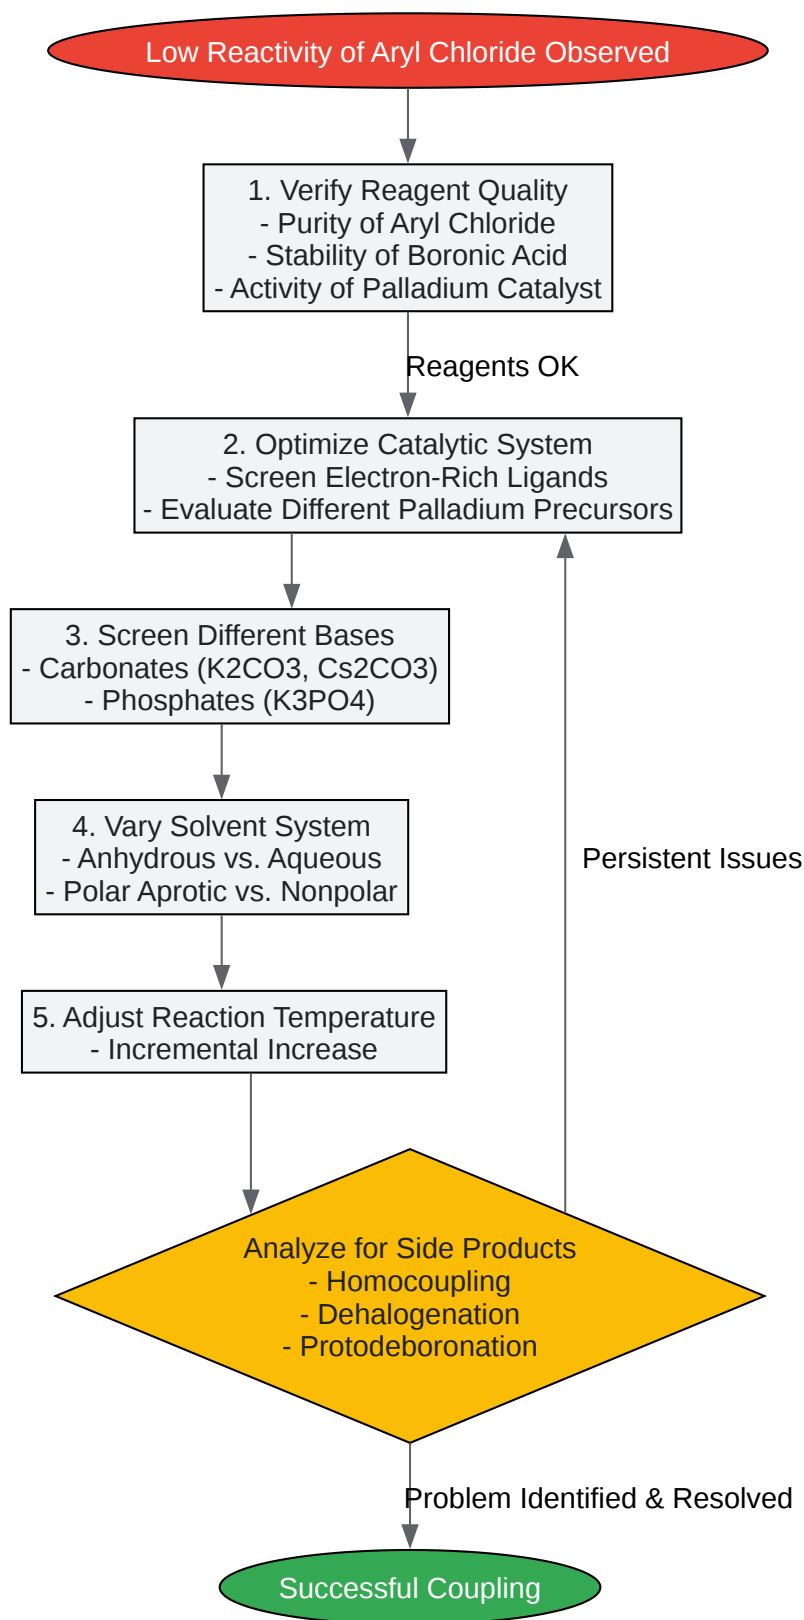 Low Reactivity of Aryl Chloride Observed
1. Verify Reagent Quality
- Purity of Aryl Chloride
- Stability of Boronic Acid
- Activity of Palladium Catalyst
Reagents OK
2. Optimize Catalytic System
- Screen Electron-Rich Ligands
- Evaluate Different Palladium Precursors
3. Screen Different Bases
- Carbonates (K2CO3, Cs2CO3)
- Phosphates (K3PO4)
4. Vary Solvent System
- Anhydrous vs. Aqueous
- Polar Aprotic vs. Nonpolar
Persistent Issues
5. Adjust Reaction Temperature
- Incremental Increase
Analyze for Side Products
- Homocoupling
- Dehalogenation
- Protodeboronation
Problem Identified & Resolved
Successful Coupling